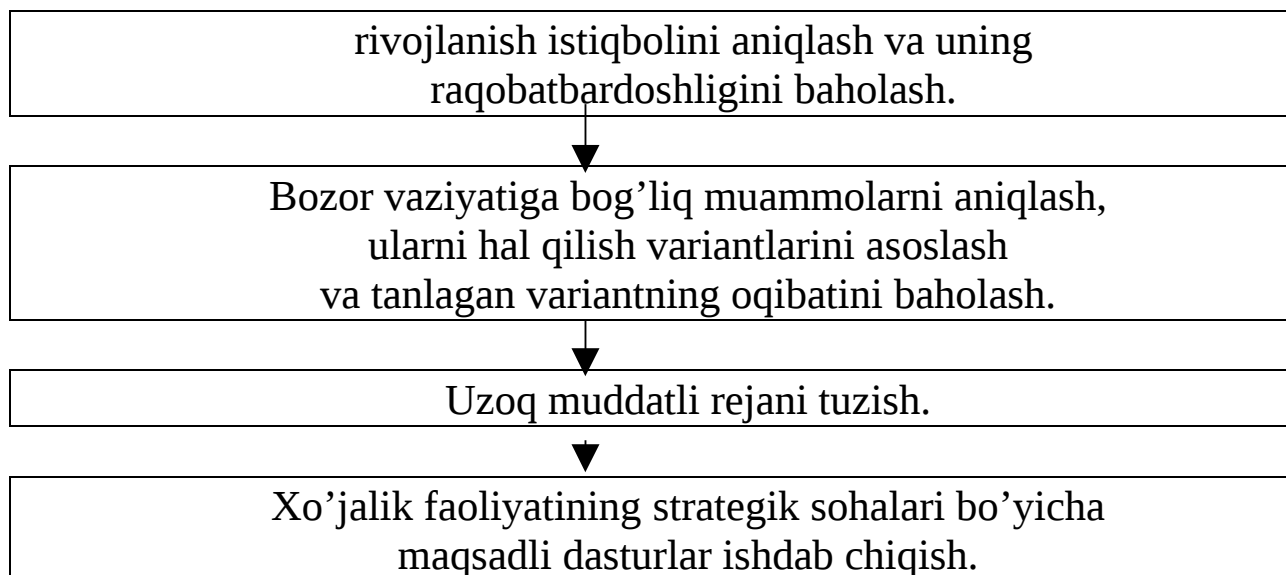 rivojlanish istiqbolini aniqlash va uning
raqobatbardoshligini baholash.
Bozor vaziyatiga bog’liq muammolarni aniqlash,
ularni hal qilish variantlarini asoslash
va tanlagan variantning oqibatini baholash.
Uzoq muddatli rejani tuzish.
Xo’jalik faoliyatining strategik sohalari bo’yicha
maqsadli dasturlar ishdab chiqish.